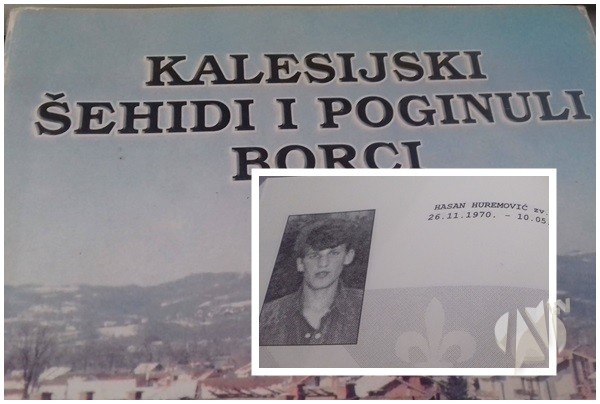 KALESIJSKI
ŠEHIDI I POGINULI
BORCI
HASAN HUREMOVIĆ zv.
26.11.1970. - 10.05.